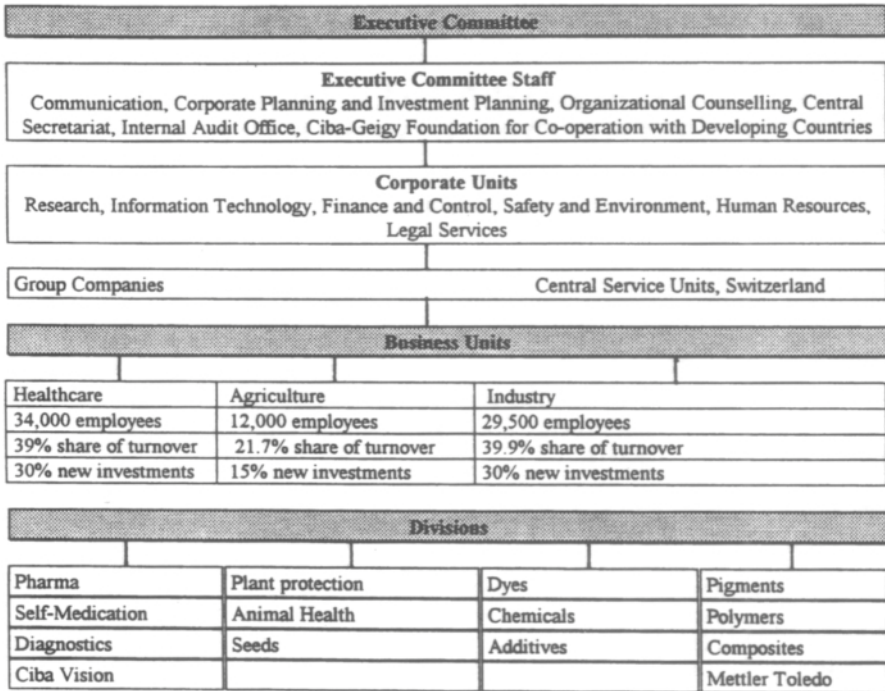 Executive Committee
Executive Committee Staff
Communication, Corporate Planning and Investment Planning, Organizational Counselling, Central
Secretariat, Internal Audit Office, Ciba-Geigy Foundation for Co-operation with Developing Countries
Corporate Units
Research, Information Technology, Finance and Control, Safety and Environment, Human Resources,
Legal Services
Group Companies Central Service Units, Switzerland
Business Units
Healthcare Agriculture Industry
34,000 employees 12,000 employees 29,500 employees
39% share of turnover 21.7% share of turnover 39.9% share of turnover
30% new investments 15% new investments 30% new investments
Divisions
Pharma Plant protection Dyes Pigments
Self-Medication Animal Health Chemicals Polymers
Diagnostics Seeds Additives Composites
Ciba Vision Mettler Toledo